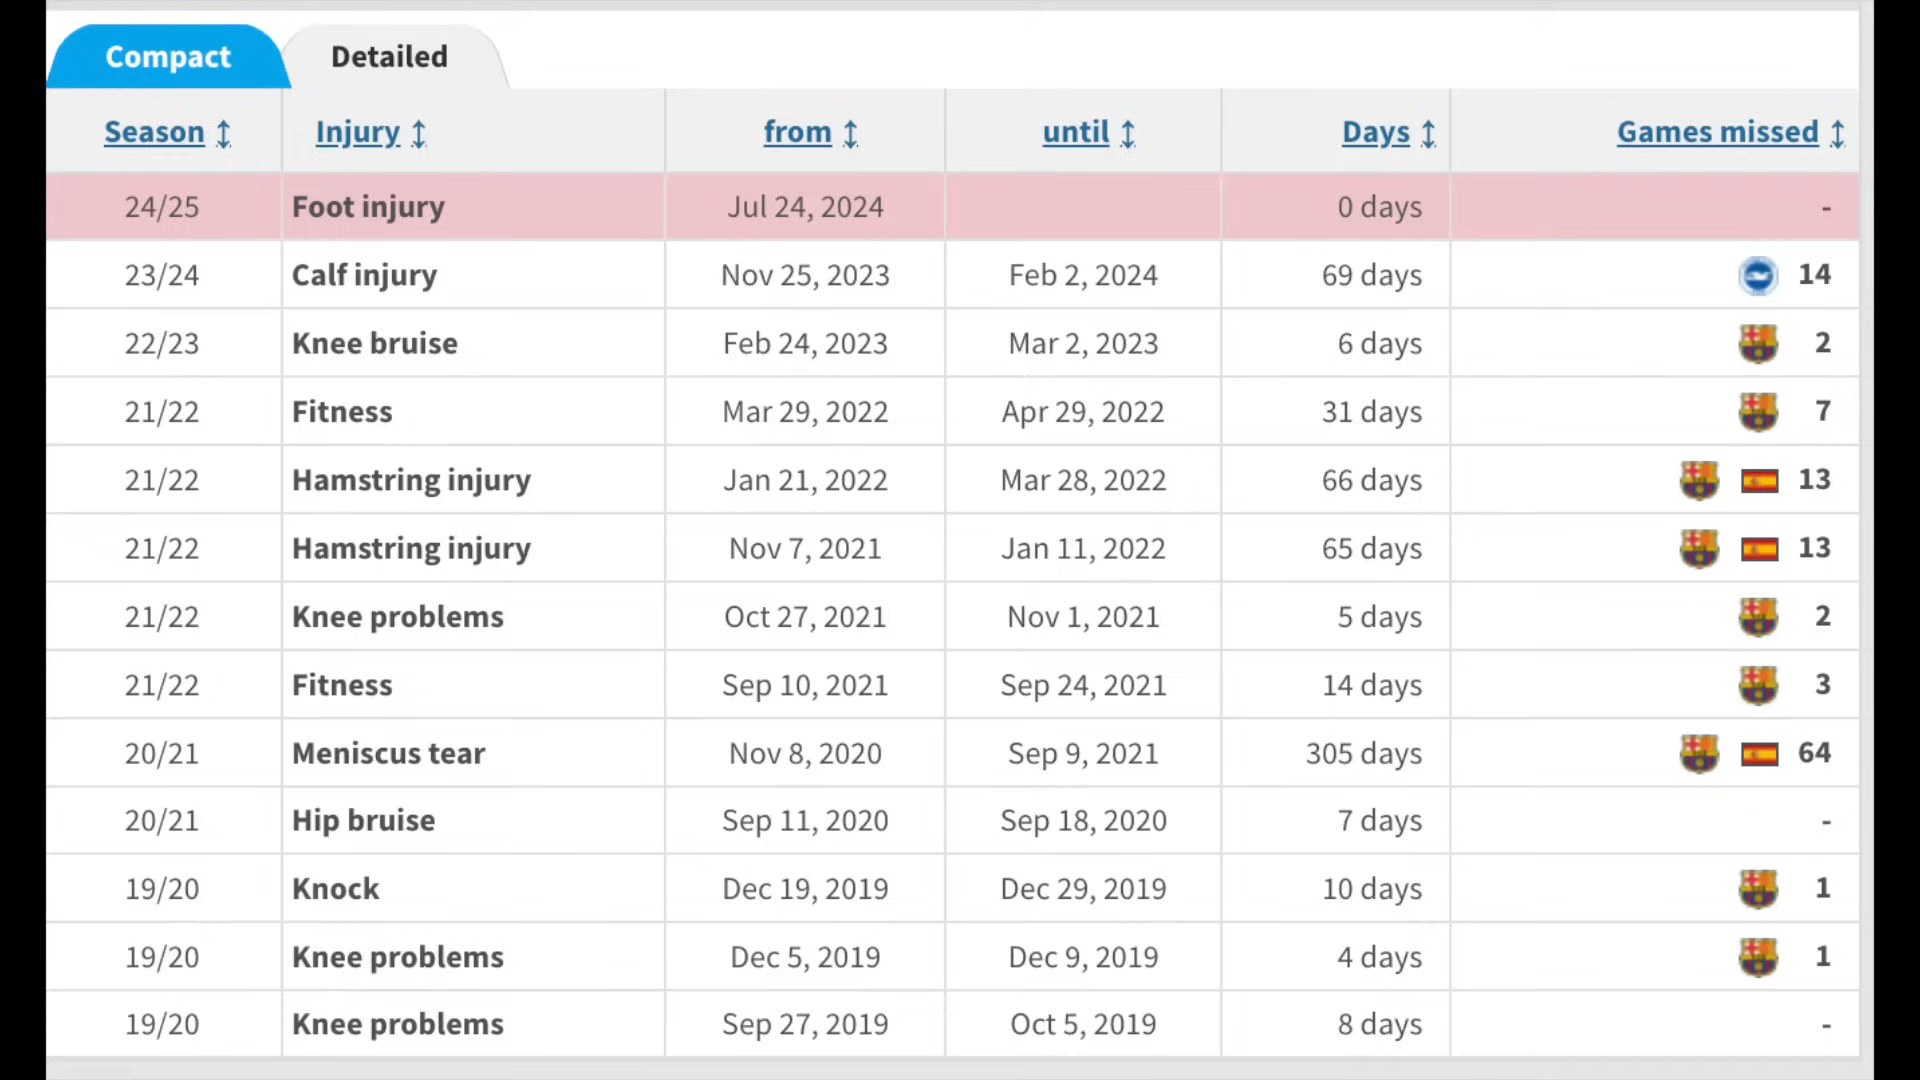 Compact Detailed
Season Injury from until Days Games missed
24/25 Foot injury Jul 24, 2024 0 days -
23/24 Calf injury Nov 25, 2023 Feb 2, 2024 69 days 14
22/23 Knee bruise Feb 24, 2023 Mar 2, 2023 6 days 2
21/22 Fitness Mar 29, 2022 Apr 29, 2022 31 days 7
21/22 Hamstring injury Jan 21, 2022 Mar 28, 2022 66 days 13
21/22 Hamstring injury Nov 7, 2021 Jan 11, 2022 65 days 13
21/22 Knee problems Oct 27, 2021 Nov 1, 2021 5 days 2
21/22 Fitness Sep 10, 2021 Sep 24, 2021 14 days 3
20/21 Meniscus tear Nov 8, 2020 Sep 9, 2021 305 days 64
20/21 Hip bruise Sep 11, 2020 Sep 18, 2020 7 days -
19/20 Knock Dec 19, 2019 Dec 29, 2019 10 days 1
19/20 Knee problems Dec 5, 2019 Dec 9, 2019 4 days 1
19/20 Knee problems Sep 27, 2019 Oct 5, 2019 8 days -